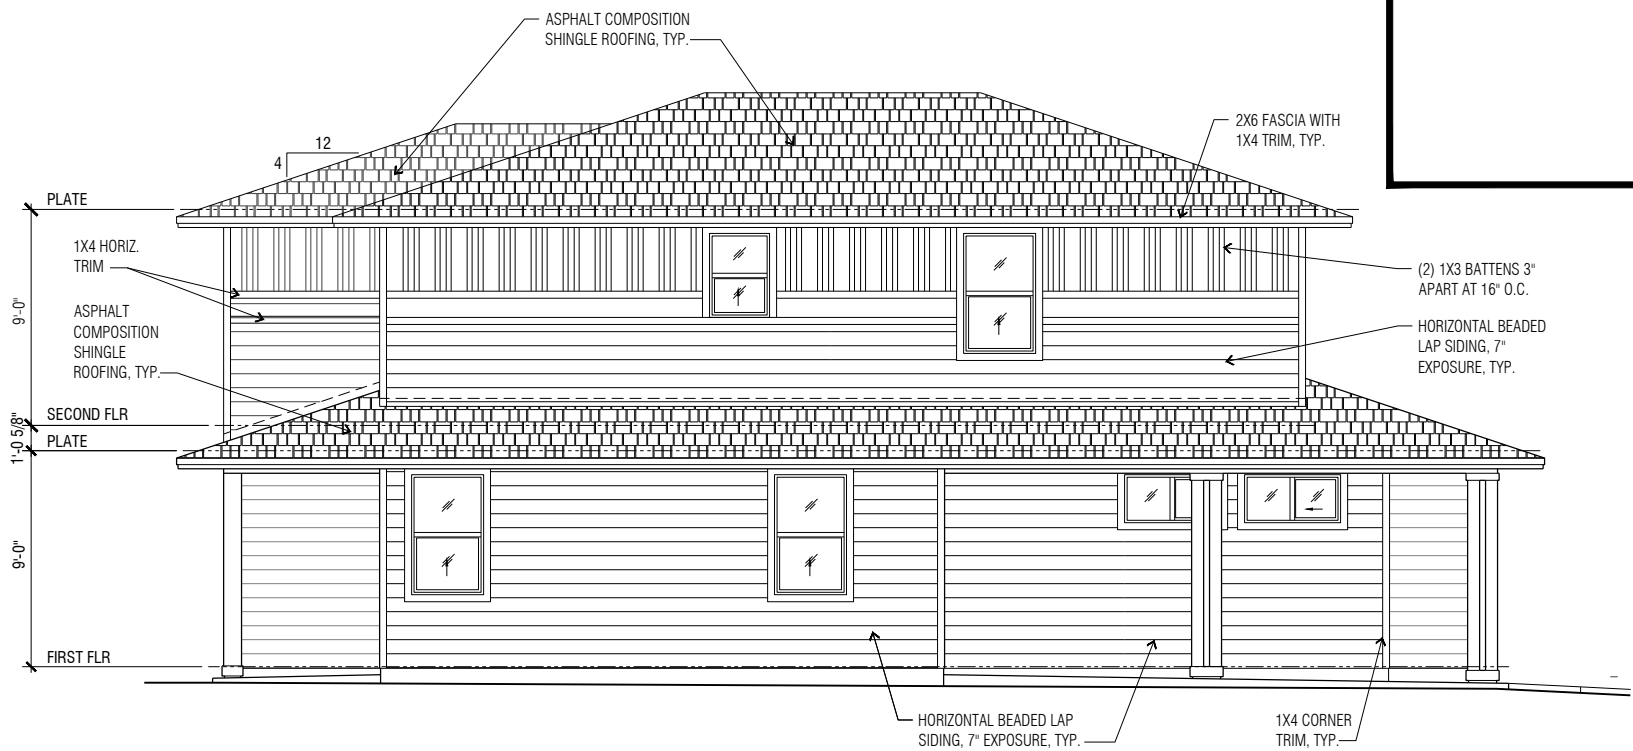 ASPHALT COMPOSITION
SHINGLE ROOFING, TYP.
2X6 FASCIA WITH
1X4 TRIM, TYP.
12
4
PLATE
1X4 HORIZ.
TRIM
(2) 1X3 BATTENS 3"
APART AT 16" O.C.
9'-0"
ASPHALT
COMPOSITION
SHINGLE
ROOFING, TYP.
HORIZONTAL BEADED
LAP SIDING, 7"
EXPOSURE, TYP.
SECOND FLR
1'-0 5/8"
PLATE
9'-0"
FIRST FLR
HORIZONTAL BEADED LAP
SIDING, 7" EXPOSURE, TYP.
1X4 CORNER
TRIM, TYP.